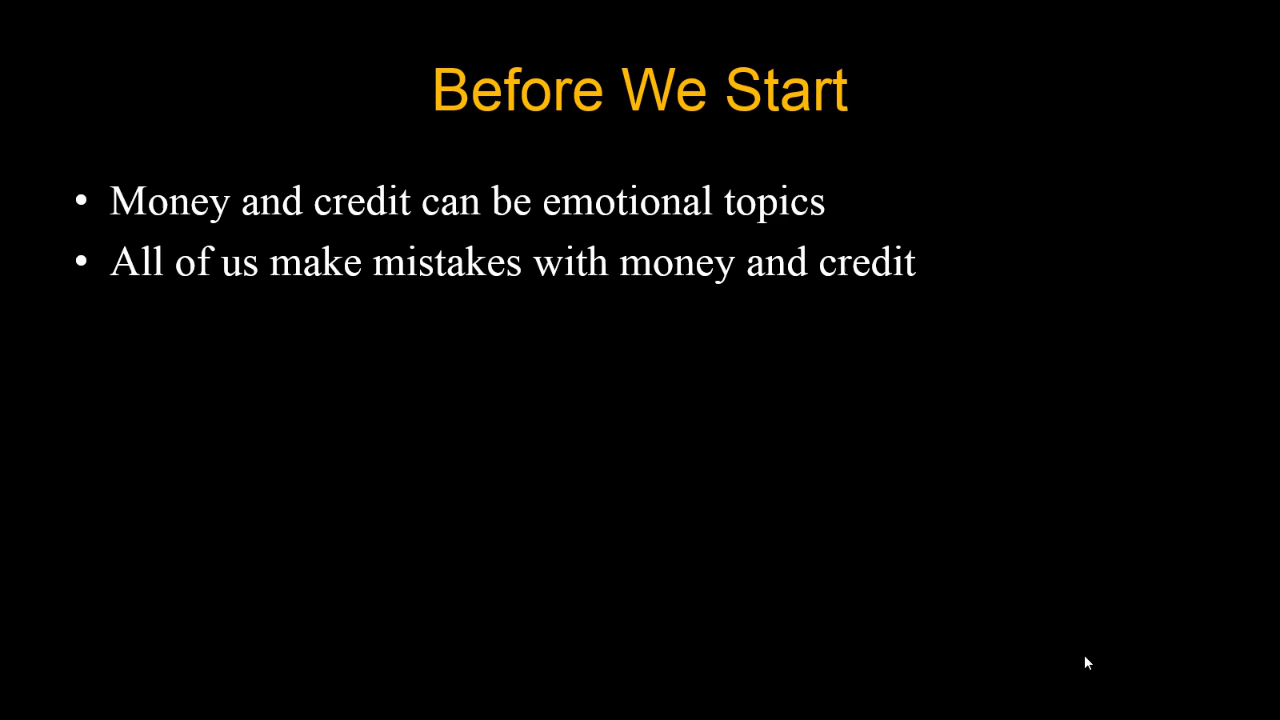 Before We Start
• Money and credit can be emotional topics
• All of us make mistakes with money and credit